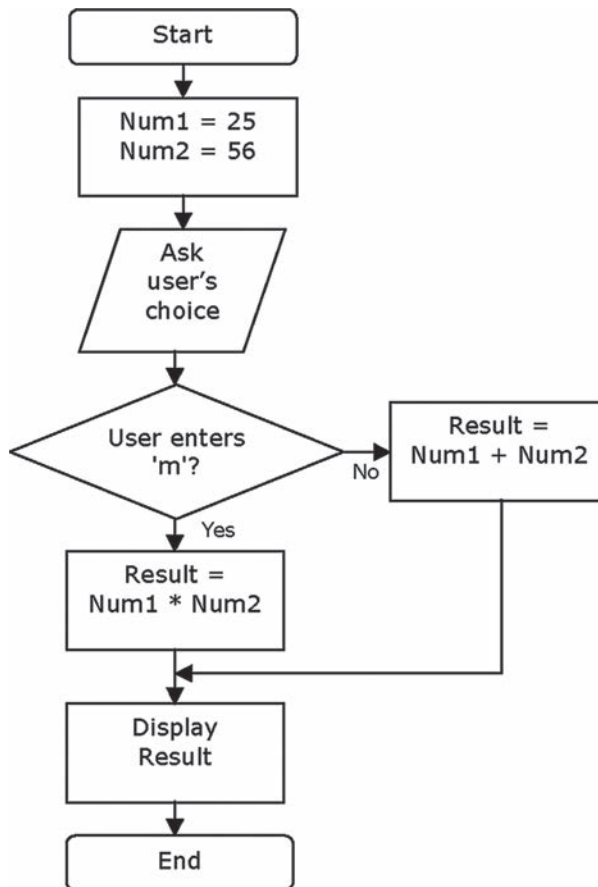 Start
Num1 = 25
Num2 = 56
Ask
user's
choice
User enters
'm'?
No
Result =
Num1 + Num2
Yes
Result =
Num1 * Num2
Display
Result
End